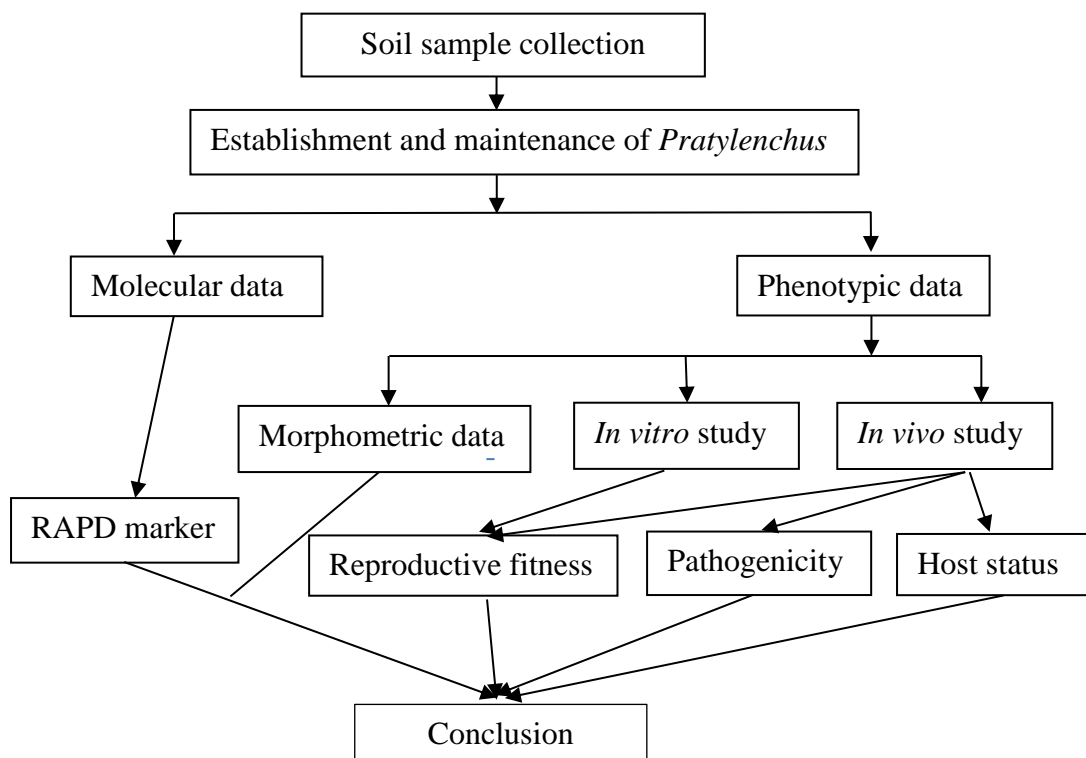 Soil sample collection
Establishment and maintenance of Pratylenchus
Molecular data
Phenotypic data
Morphometric data
In vitro study
In vivo study
RAPD marker
Reproductive fitness
Pathogenicity
Host status
Conclusion